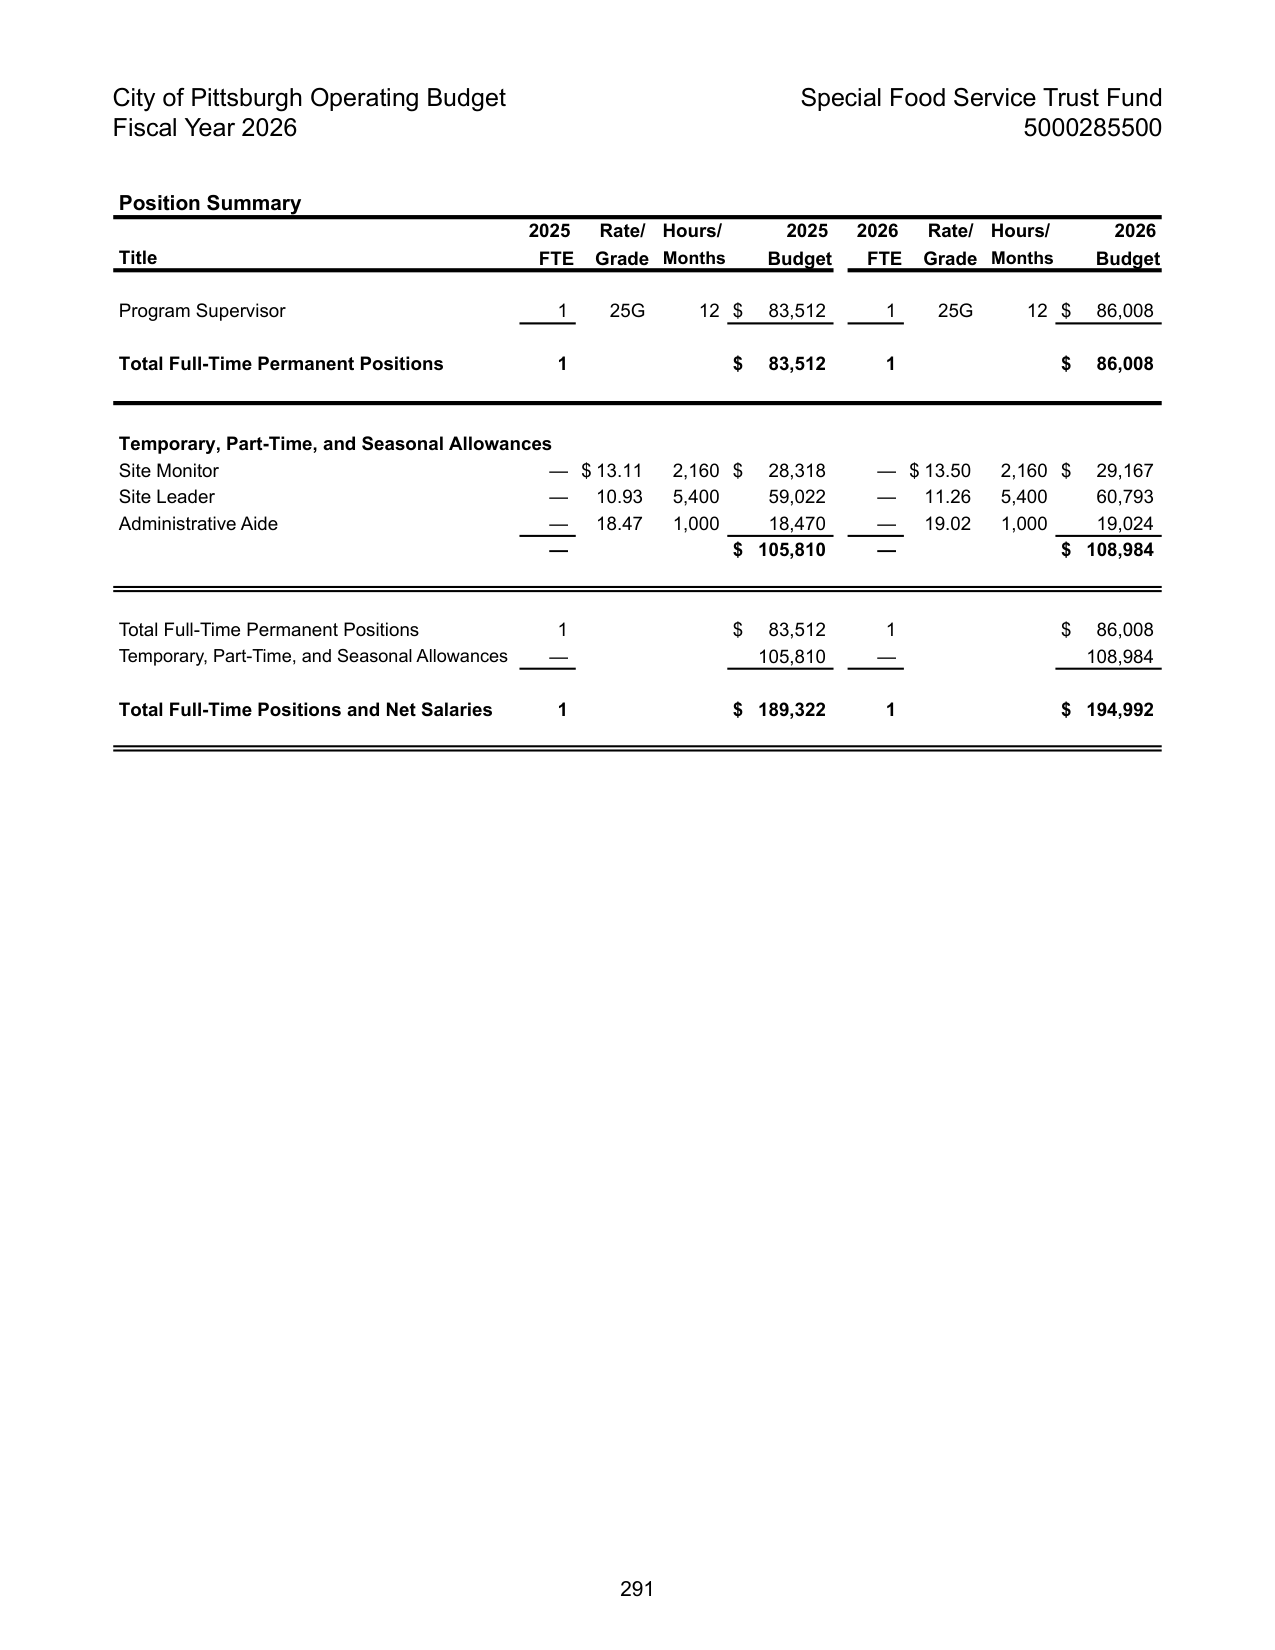 City of Pittsburgh Operating Budget Special Food Service Trust Fund
Fiscal Year 2026 5000285500
Position Summary
2025 Rate/ Hours/ 2025 2026 Rate/ Hours/ 2026
Title FTE Grade Months Budget FTE Grade Months Budget
Program Supervisor 1 25G 12 $ 83,512 1 25G 12 $ 86,008
Total Full-Time Permanent Positions 1 $ 83,512 1 $ 86,008
Temporary, Part-Time, and Seasonal Allowances
Site Monitor — $ 13.11 2,160 $ 28,318 — $ 13.50 2,160 $ 29,167
Site Leader — 10.93 5,400 59,022 — 11.26 5,400 60,793
Administrative Aide — 18.47 1,000 18,470 — 19.02 1,000 19,024
— $ 105,810 — $ 108,984
Total Full-Time Permanent Positions 1 $ 83,512 1 $ 86,008
Temporary, Part-Time, and Seasonal Allowances — 105,810 — 108,984
Total Full-Time Positions and Net Salaries 1 $ 189,322 1 $ 194,992
291